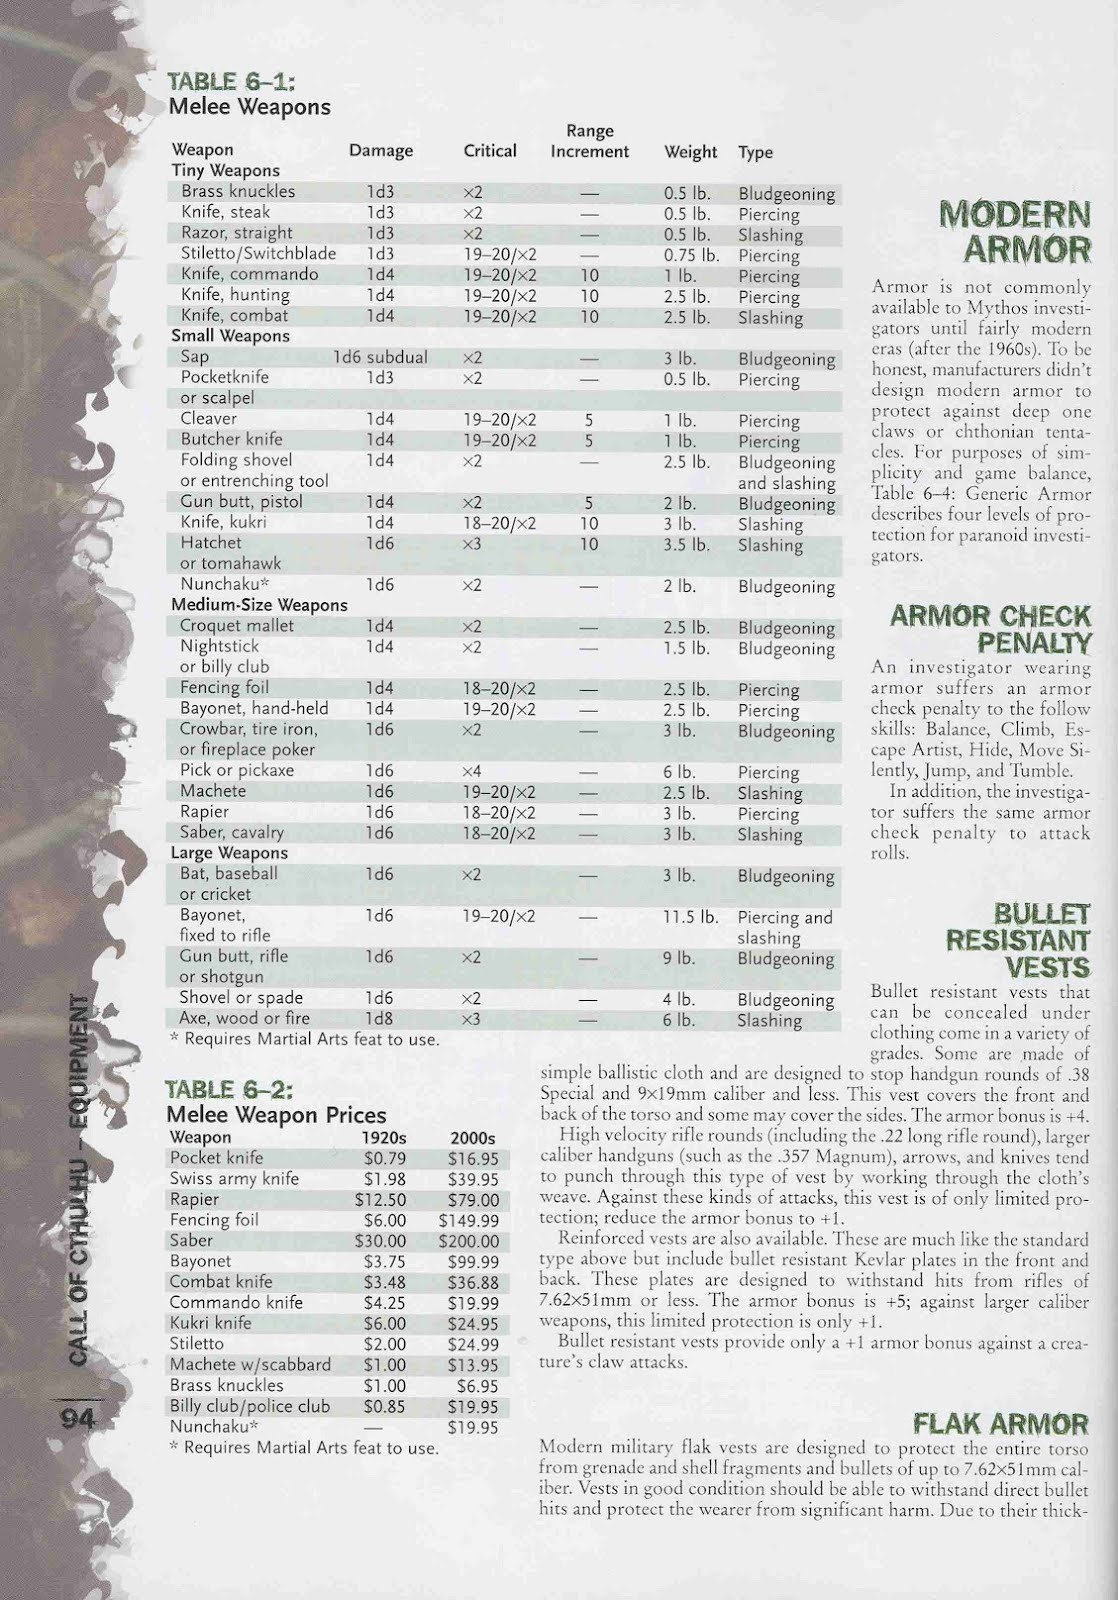 TABLE 6–1:
Melee Weapons
Range
Weapon Damage Critical Increment Weight Type
Tiny Weapons
Brass knuckles 1d3 ×2 — 0.5 lb. Bludgeoning
Knife, steak 1d3 ×2 — 0.5 lb. Piercing
Razor, straight 1d3 ×2 — 0.5 lb. Slashing
Stiletto/Switchblade 1d3 19–20/×2 — 0.75 lb. Piercing
Knife, commando 1d4 19–20/×2 10 1 lb. Piercing
Knife, hunting 1d4 19–20/×2 10 2.5 lb. Piercing
Knife, combat 1d4 19–20/×2 10 2.5 lb. Slashing
Small Weapons
Sap 1d6 subdual ×2 — 3 lb. Bludgeoning
Pocketknife 1d3 ×2 — 0.5 lb. Piercing
or scalpel
Cleaver 1d4 19–20/×2 5 1 lb. Piercing
Butcher knife 1d4 19–20/×2 5 1 lb. Piercing
Folding shovel 1d4 ×2 — 2.5 lb. Bludgeoning
or entrenching tool and slashing
Gun butt, pistol 1d4 ×2 5 2 lb. Bludgeoning
Knife, kukri 1d4 18–20/×2 10 3 lb. Slashing
Hatchet 1d6 ×3 10 3.5 lb. Slashing
or tomahawk
Nunchaku* 1d6 ×2 — 2 lb. Bludgeoning
Medium-Size Weapons
Croquet mallet 1d4 ×2 — 2.5 lb. Bludgeoning
Nightstick 1d4 ×2 — 1.5 lb. Bludgeoning
or billy club
Fencing foil 1d4 18–20/×2 — 2.5 lb. Piercing
Bayonet, hand-held 1d4 19–20/×2 — 2.5 lb. Piercing
Crowbar, tire iron, 1d6 ×2 — 3 lb. Bludgeoning
or fireplace poker
Pick or pickaxe 1d6 ×4 — 6 lb. Piercing
Machete 1d6 19–20/×2 — 2.5 lb. Slashing
Rapier 1d6 18–20/×2 — 3 lb. Piercing
Saber, cavalry 1d6 18–20/×2 — 3 lb. Slashing
Large Weapons
Bat, baseball 1d6 ×2 — 3 lb. Bludgeoning
or cricket
Bayonet, 1d6 19–20/×2 — 11.5 lb. Piercing and
fixed to rifle slashing
Gun butt, rifle 1d6 ×2 — 9 lb. Bludgeoning
or shotgun
Shovel or spade 1d6 ×2 — 4 lb. Bludgeoning
Axe, wood or fire 1d8 ×3 — 6 lb. Slashing
* Requires Martial Arts feat to use.
TABLE 6–2:
Melee Weapon Prices
Weapon 1920s 2000s
Pocket knife $0.79 $16.95
Swiss army knife $1.98 $39.95
Rapier $12.50 $79.00
Fencing foil $6.00 $149.99
Saber $30.00 $200.00
Bayonet $3.75 $99.99
Combat knife $3.48 $36.88
Commando knife $4.25 $19.99
Kukri knife $6.00 $24.95
Stiletto $2.00 $24.99
Machete w/scabbard $1.00 $13.95
Brass knuckles $1.00 $6.95
Billy club/police club $0.85 $19.95
Nunchaku* — $19.95
* Requires Martial Arts feat to use.
MODERN
ARMOR
Armor is not commonly
available to Mythos investi-
gators until fairly modern
eras (after the 1960s). To be
honest, manufacturers didn't
design modern armor to
protect against deep one
claws or chthonian tenta-
cles. For purposes of sim-
plicity and game balance,
Table 6–4: Generic Armor
describes four levels of pro-
tection for paranoid investi-
gators.
ARMOR CHECK
PENALTY
An investigator wearing
armor suffers an armor
check penalty to the follow
skills: Balance, Climb, Es-
cape Artist, Hide, Move Si-
lently, Jump, and Tumble.
In addition, the investiga-
tor suffers the same armor
check penalty to attack
rolls.
BULLET
RESISTANT
VESTS
Bullet resistant vests that
can be concealed under
clothing come in a variety of
grades. Some are made of
simple ballistic cloth and are designed to stop handgun rounds of .38
Special and 9×19mm caliber and less. This vest covers the front and
back of the torso and some may cover the sides. The armor bonus is +4.
High velocity rifle rounds (including the .22 long rifle round), larger
caliber handguns (such as the .357 Magnum), arrows, and knives tend
to punch through this type of vest by working through the cloth's
weave. Against these kinds of attacks, this vest is of only limited pro-
tection; reduce the armor bonus to +1.
Reinforced vests are also available. These are much like the standard
type above but include bullet resistant Kevlar plates in the front and
back. These plates are designed to withstand hits from rifles of
7.62×51mm or less. The armor bonus is +5; against larger caliber
weapons, this limited protection is only +1.
Bullet resistant vests provide only a +1 armor bonus against a crea-
ture's claw attacks.
FLAK ARMOR
Modern military flak vests are designed to protect the entire torso
from grenade and shell fragments and bullets of up to 7.62×51mm cal-
iber. Vests in good condition should be able to withstand direct bullet
hits and protect the wearer from significant harm. Due to their thick-
CALL OF CTHULHU – EQUIPMENT
94